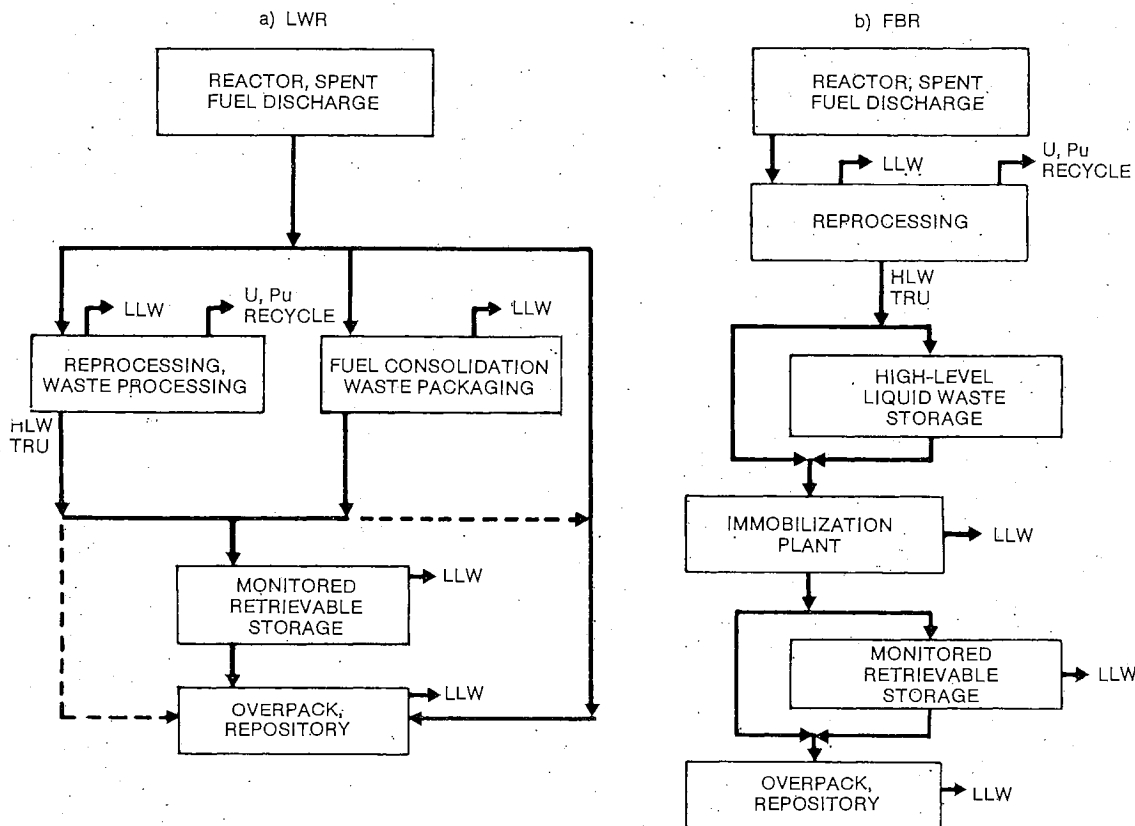 a) LWR
REACTOR, SPENT
FUEL DISCHARGE
LLW
U, Pu
RECYCLE
REPROCESSING,
WASTE PROCESSING
LLW
FUEL CONSOLIDATION
WASTE PACKAGING
HLW
TRU
MONITORED
RETRIEVABLE
STORAGE
LLW
OVERPACK,
REPOSITORY
LLW
b) FBR
REACTOR, SPENT
FUEL DISCHARGE
LLW
U, Pu
RECYCLE
REPROCESSING
HLW
TRU
HIGH-LEVEL
LIQUID WASTE
STORAGE
IMMOBILIZATION
PLANT
LLW
MONITORED
RETRIEVABLE
STORAGE
LLW
OVERPACK,
REPOSITORY
LLW